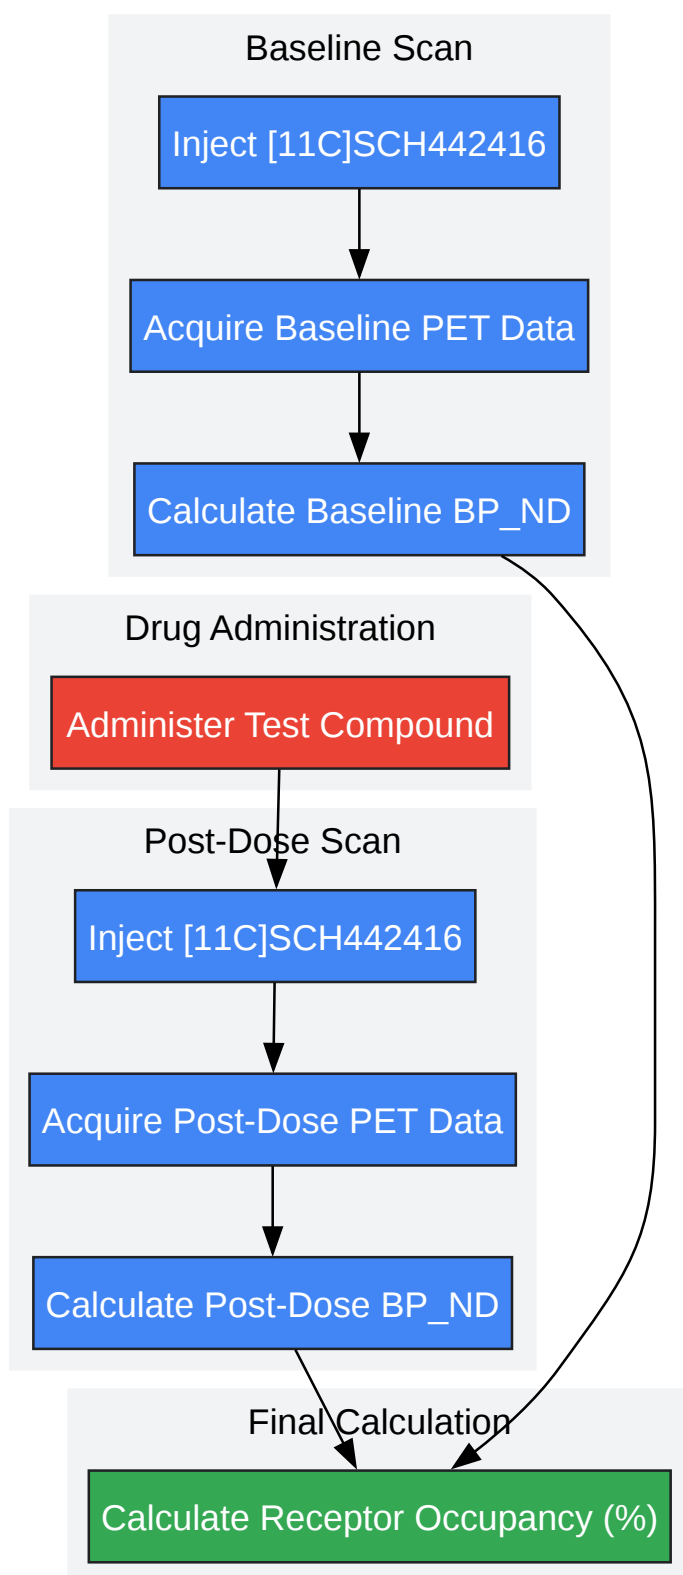 Baseline Scan
Inject [11C]SCH442416
Acquire Baseline PET Data
Calculate Baseline BP_ND
Drug Administration
Administer Test Compound
Post-Dose Scan
Inject [11C]SCH442416
Acquire Post-Dose PET Data
Calculate Post-Dose BP_ND
Final Calculation
Calculate Receptor Occupancy (%)